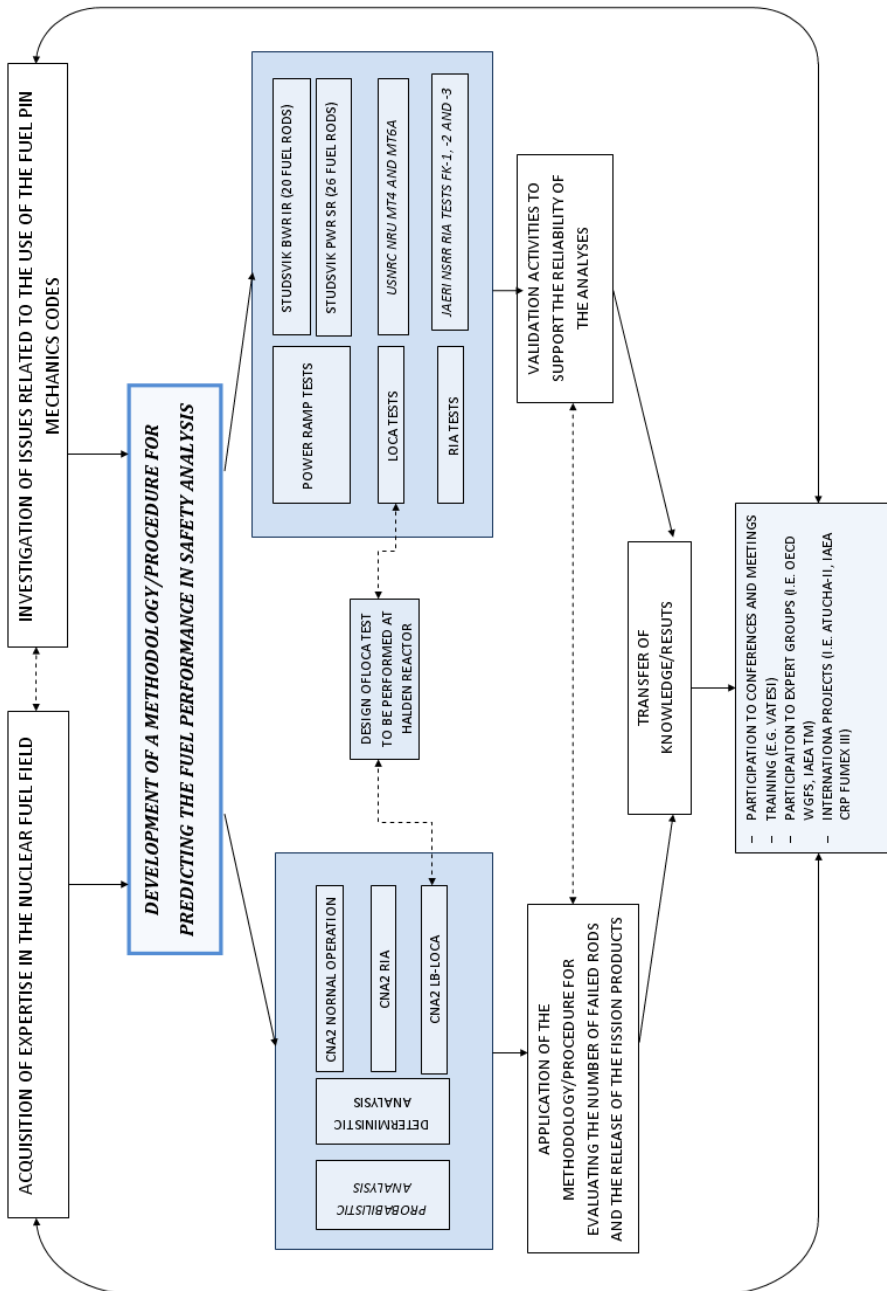 ACQUISITION OF EXPERTISE IN THE NUCLEAR FUEL FIELD
INVESTIGATION OF ISSUES RELATED TO THE USE OF THE FUEL PIN
MECHANICS CODES
DEVELOPMENT OF A METHODOLOGY/PROCEDURE FOR
PREDICTING THE FUEL PERFORMANCE IN SAFETY ANALYSIS
PROBABILISTIC
ANALYSIS
DETERMINISTIC
ANALYSIS
CNA2 NORNAL OPERATION
CNA2 RIA
CNA2 LB-LOCA
DESIGN OF LOCA TEST
TO BE PERFORMED AT
HALDEN REACTOR
POWER RAMP TESTS
STUDSVIK BWR IR (20 FUEL RODS)
STUDSVIK PWR SR (26 FUEL RODS)
LOCA TESTS
USNRC NRU MT4 AND MT6A
RIA TESTS
JAERI NSRR RIA TESTS FK-1, -2 AND -3
APPLICATION OF THE
METHODOLOGY/PROCEDURE FOR
EVALUATING THE NUMBER OF FAILED RODS
AND THE RELEASE OF THE FISSION PRODUCTS
VALIDATION ACTIVITIES TO
SUPPORT THE RELIABILITY OF
THE ANALYSES
TRANSFER OF
KNOWLEDGE/RESUTS
– PARTICIPATION TO CONFERENCES AND MEETINGS
– TRAINING (E.G. VATESI)
– PARTICIPAITON TO EXPERT GROUPS (I.E. OECD
WGFS, IAEA TM)
– INTERNATIONA PROJECTS (I.E. ATUCHA-II, IAEA
CRP FUMEX III)